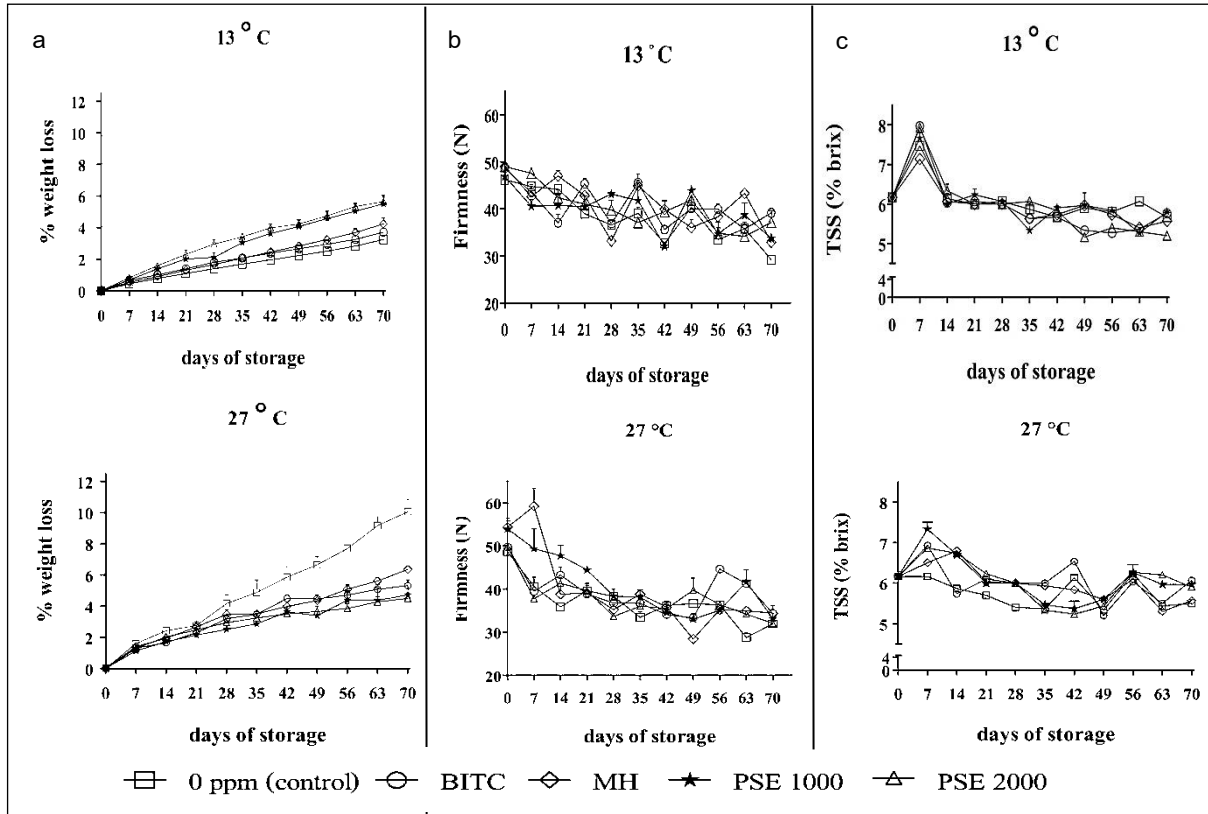 a
13 °C
% weight loss
12
10
8
6
4
2
0
0 7 14 21 28 35 42 49 56 63 70
days of storage
27 °C
% weight loss
12
10
8
6
4
2
0
0 7 14 21 28 35 42 49 56 63 70
days of storage
b
13 °C
Firmness (N)
60
50
40
30
20
0 7 14 21 28 35 42 49 56 63 70
days of storage
27 °C
Firmness (N)
60
50
40
30
20
0 7 14 21 28 35 42 49 56 63 70
days of storage
c
13 °C
TSS (% brix)
8
7
6
5
4
0
0 7 14 21 28 35 42 49 56 63 70
days of storage
27 °C
TSS (% brix)
8
7
6
5
4
0
0 7 14 21 28 35 42 49 56 63 70
days of storage
0 ppm (control) BITC MH PSE 1000 PSE 2000